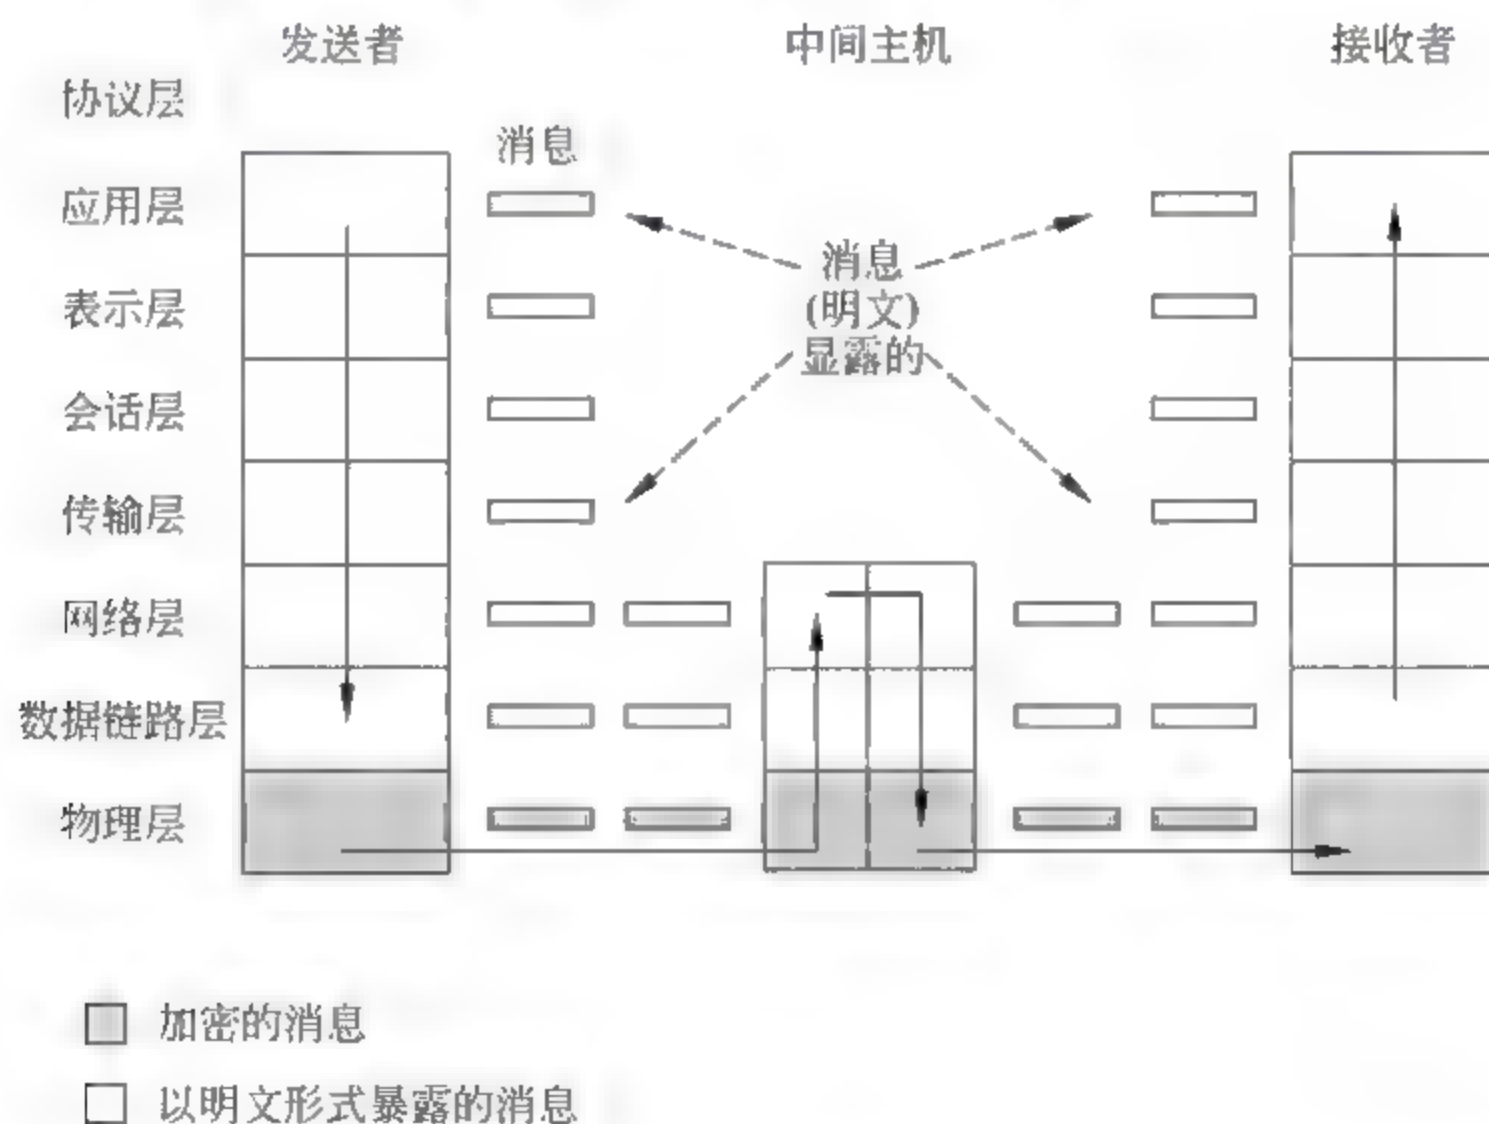 发送者 中间主机 接收者
协议层
消息
应用层
表示层
会话层
传输层
网络层
数据链路层
物理层
消息
(明文)
显露的
加密的消息
以明文形式暴露的消息